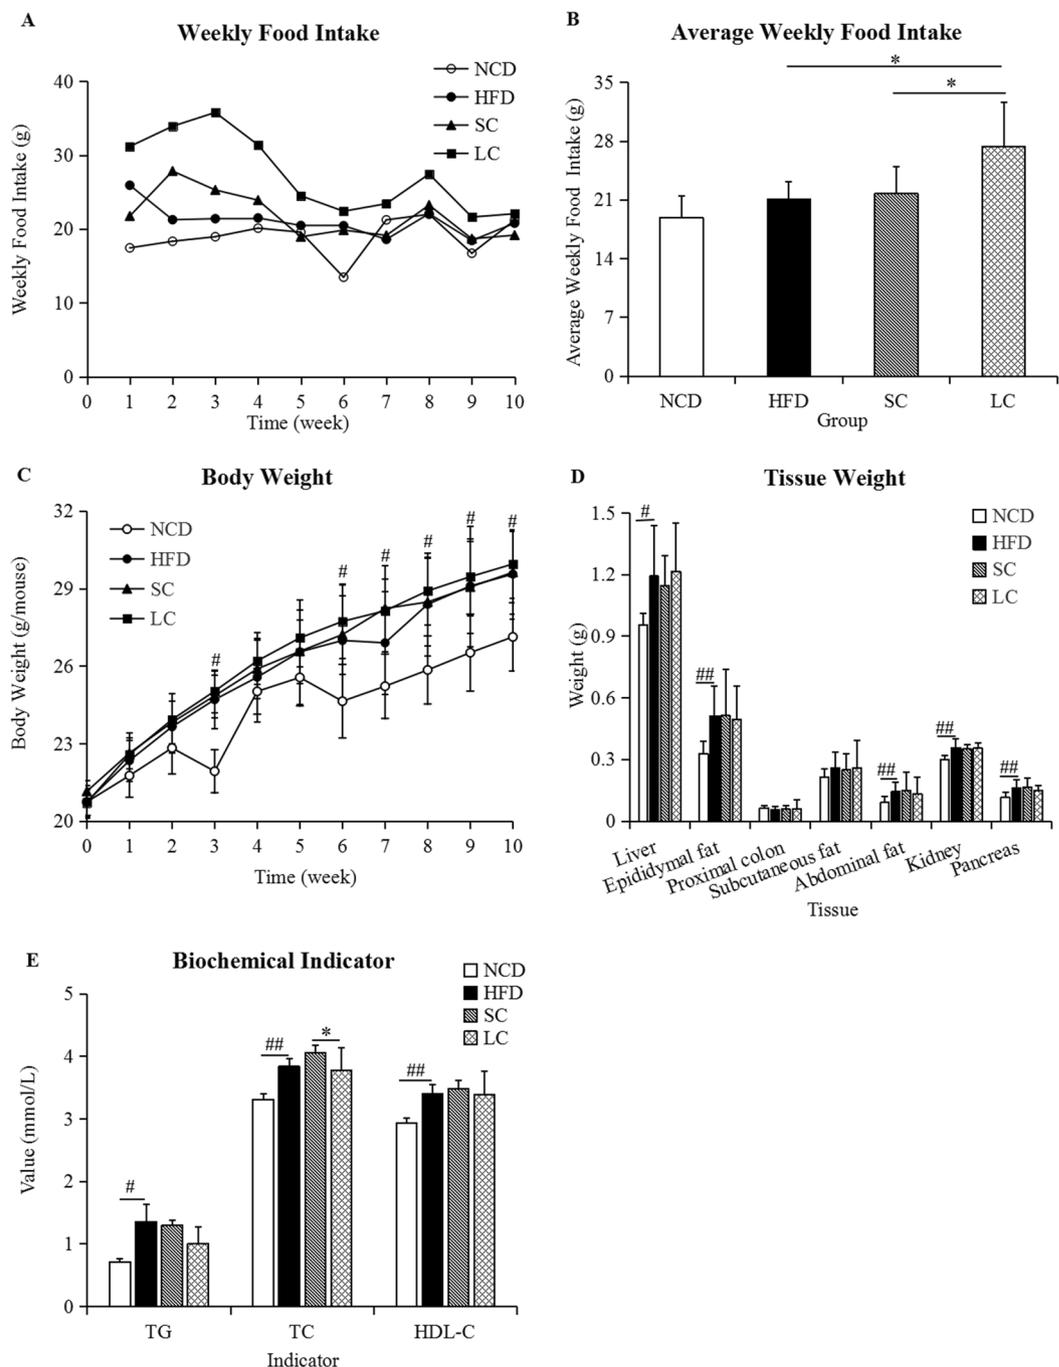 A
Weekly Food Intake
NCD
HFD
SC
LC
Weekly Food Intake (g)
40
30
20
10
0
0 1 2 3 4 5 6 7 8 9 10
Time (week)
B
Average Weekly Food Intake
*
*
Average Weekly Food Intake (g)
35
28
21
14
7
0
NCD HFD SC LC
Group
C
Body Weight
NCD
HFD
SC
LC
Body Weight (g/mouse)
32
29
26
23
20
# # # # # #
0 1 2 3 4 5 6 7 8 9 10
Time (week)
D
Tissue Weight
NCD
HFD
SC
LC
Weight (g)
1.5
1.2
0.9
0.6
0.3
0
# ## ## ## ##
Liver
Epididymal fat
Proximal colon
Subcutaneous fat
Abdominal fat
Kidney
Pancreas
Tissue
E
Biochemical Indicator
NCD
HFD
SC
LC
Value (mmol/L)
5
4
3
2
1
0
# ## * ##
TG TC HDL-C
Indicator